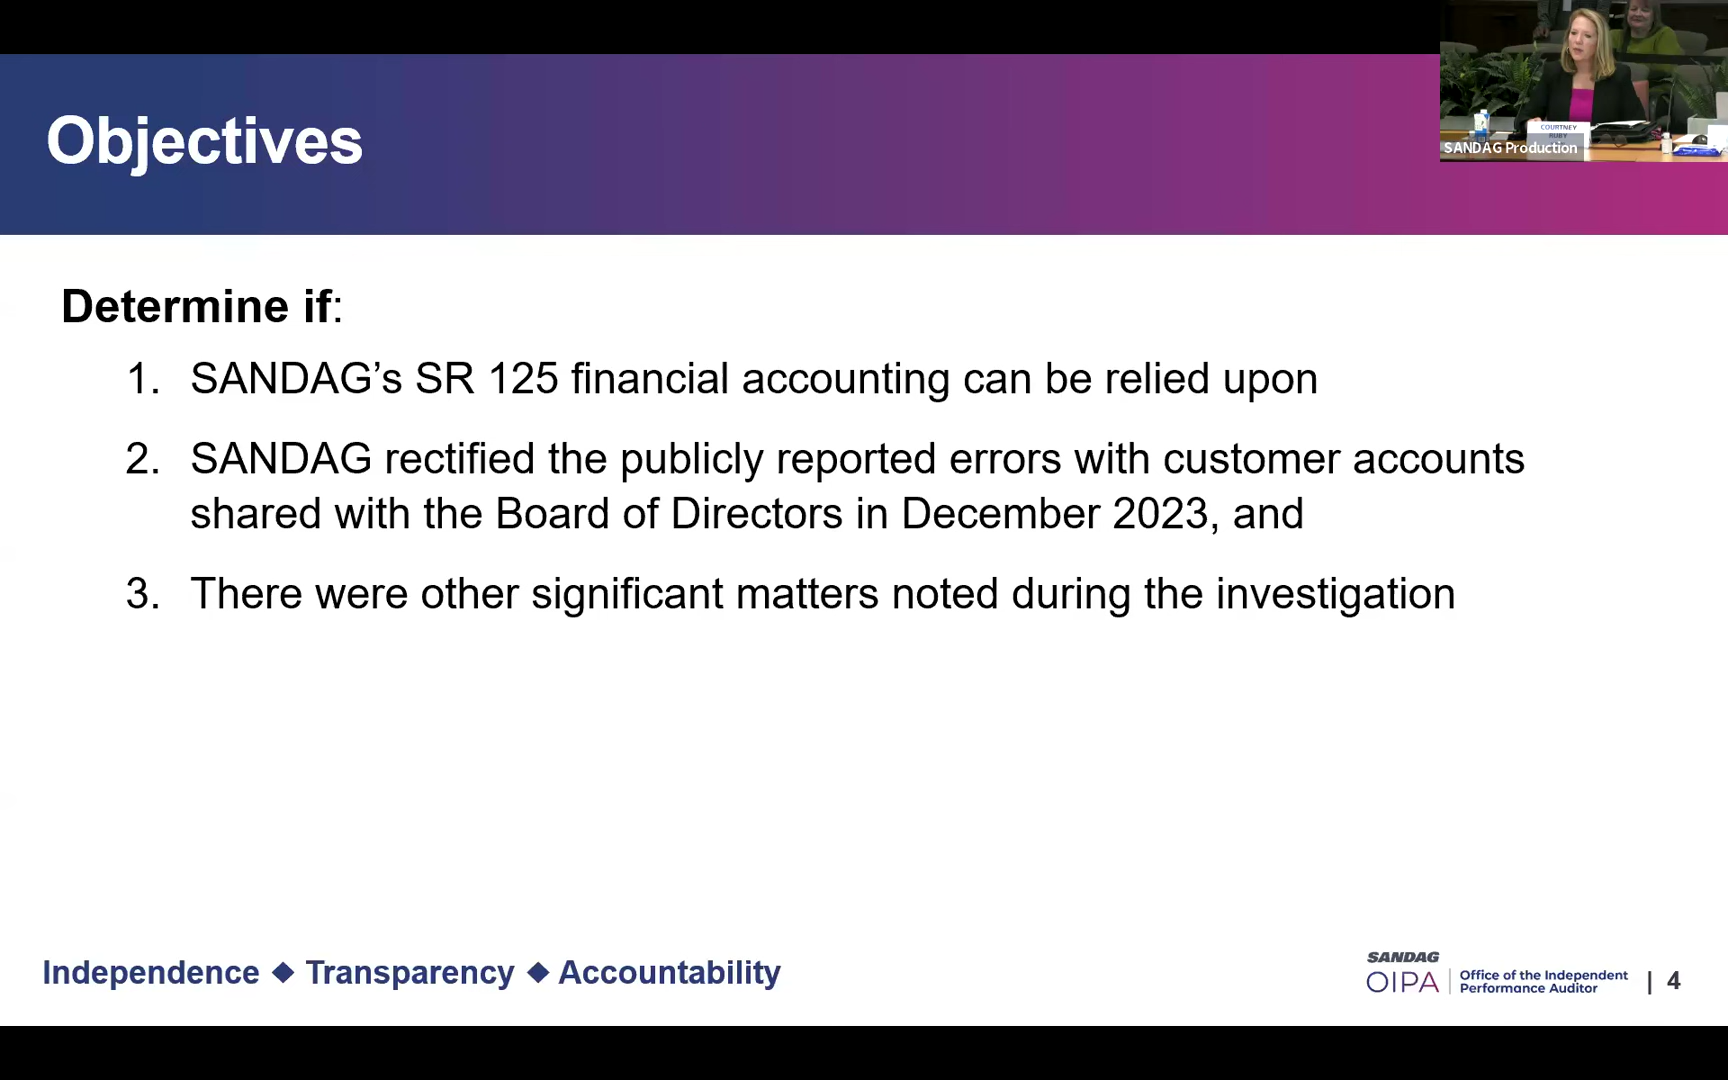 Objectives
COURTNEY
RUBY
SANDAG Production
Determine if:
1. SANDAG’s SR 125 financial accounting can be relied upon
2. SANDAG rectified the publicly reported errors with customer accounts
shared with the Board of Directors in December 2023, and
3. There were other significant matters noted during the investigation
Independence ◆ Transparency ◆ Accountability
SANDAG
OIPA
Office of the Independent
Performance Auditor
| 4